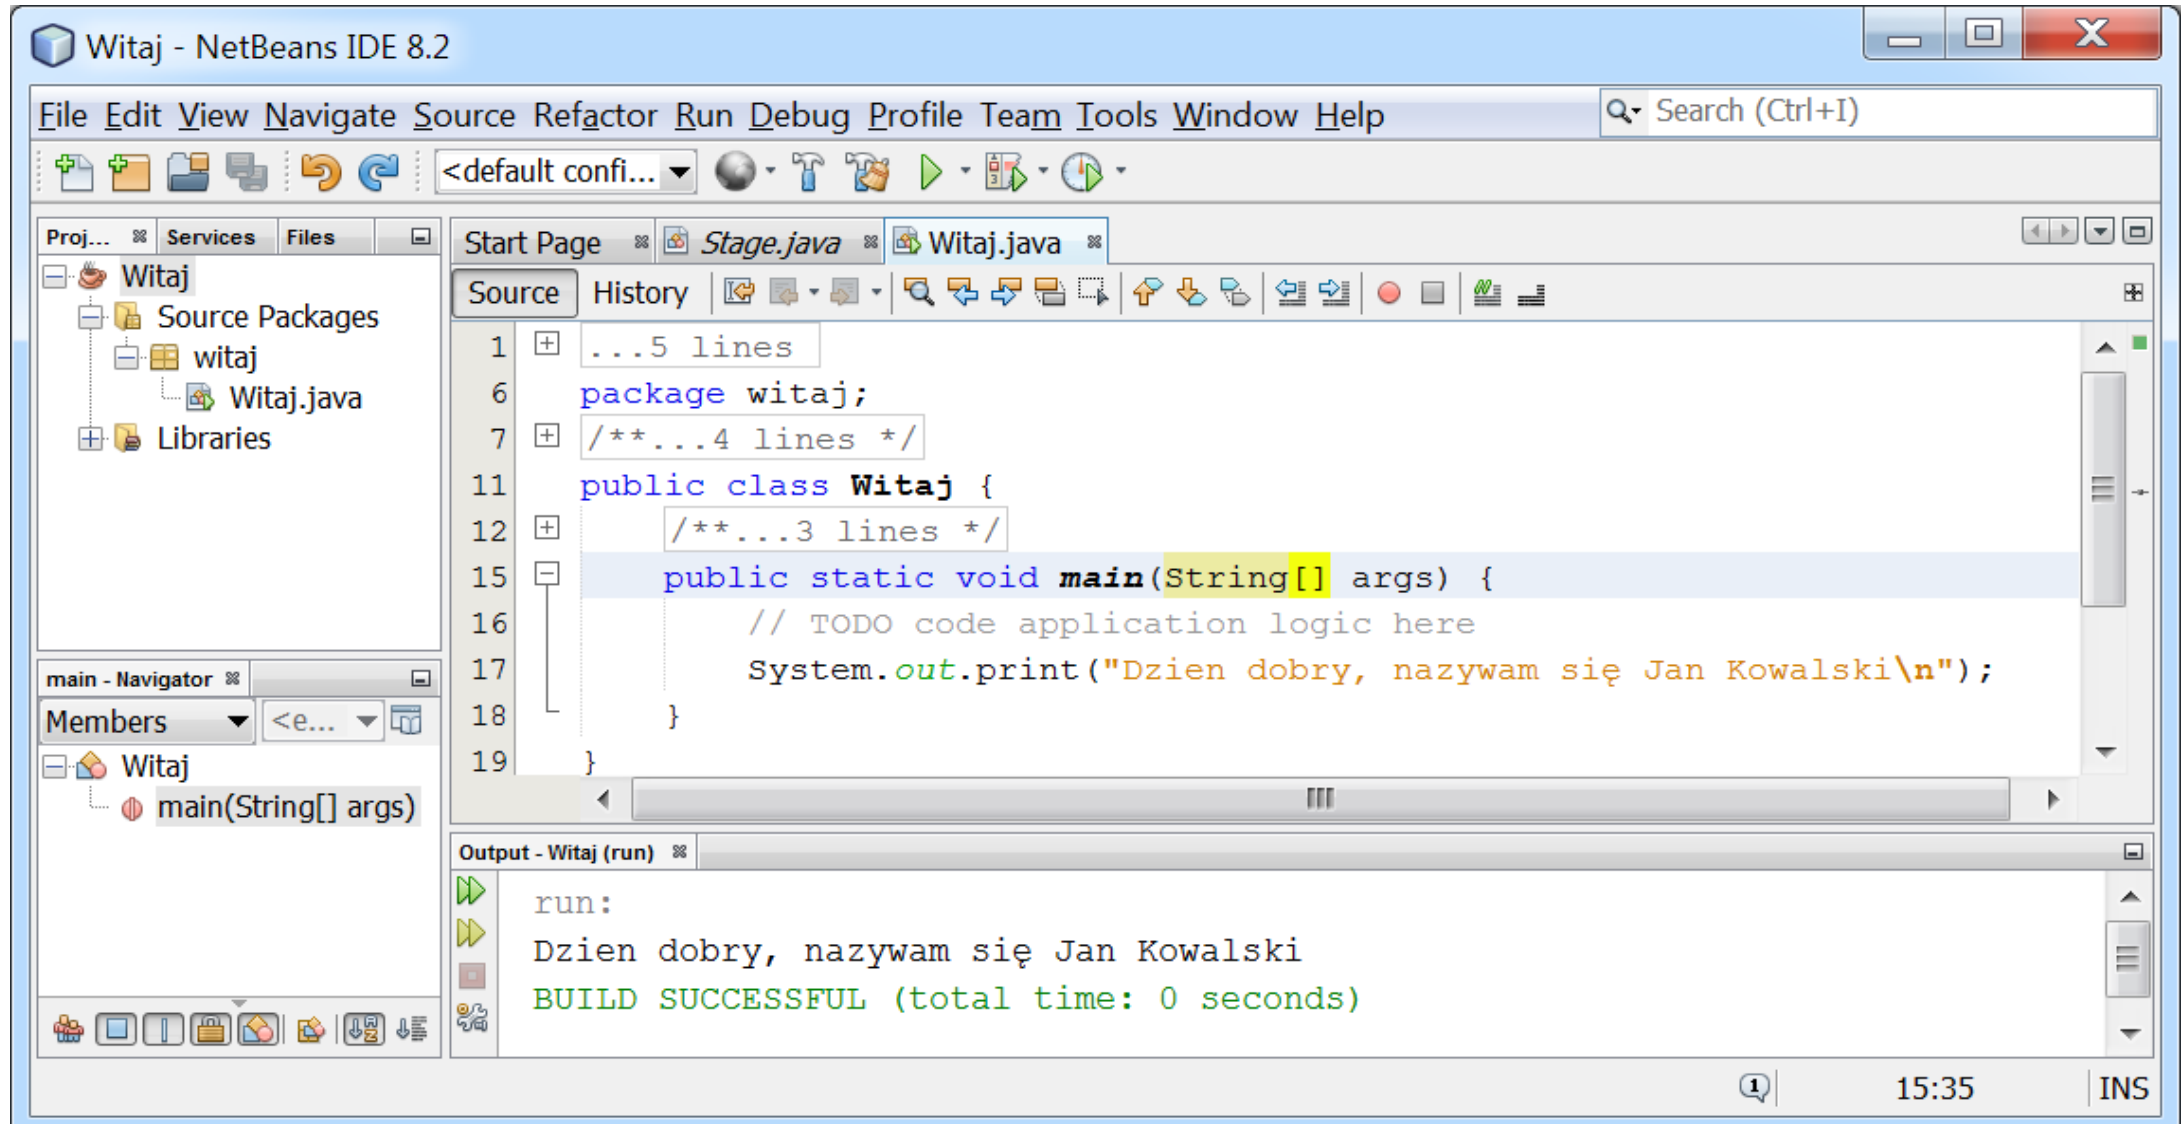 Witaj - NetBeans IDE 8.2
File Edit View Navigate Source Refactor Run Debug Profile Team Tools Window Help
Search (Ctrl+I)
<default confi...
Proj... Services Files
Witaj
Source Packages
witaj
Witaj.java
Libraries
main - Navigator
Members <e...
Witaj
main(String[] args)
Start Page Stage.java Witaj.java
Source History
1 ...5 lines
6 package witaj;
7 /**...4 lines */
11 public class Witaj {
12 /**...3 lines */
15 public static void main(String[] args) {
16 // TODO code application logic here
17 System.out.print("Dzien dobry, nazywam się Jan Kowalski\n");
18 }
19 }
Output - Witaj (run)
run:
Dzien dobry, nazywam się Jan Kowalski
BUILD SUCCESSFUL (total time: 0 seconds)
1 15:35 INS